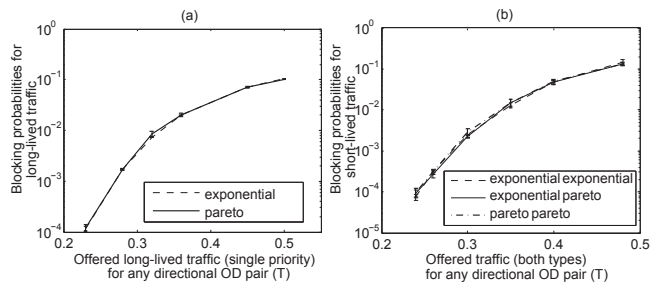 (a)
Blocking probabilities for
long-lived traffic
10^0
10^-1
10^-2
10^-3
10^-4
0.2
0.3
0.4
0.5
exponential
pareto
Offered long-lived traffic (single priority)
for any directional OD pair (T)
(b)
Blocking probabilities for
short-lived traffic
10^0
10^-1
10^-2
10^-3
10^-4
10^-5
0.2
0.3
0.4
0.5
exponential exponential
exponential pareto
pareto pareto
Offered traffic (both types)
for any directional OD pair (T)